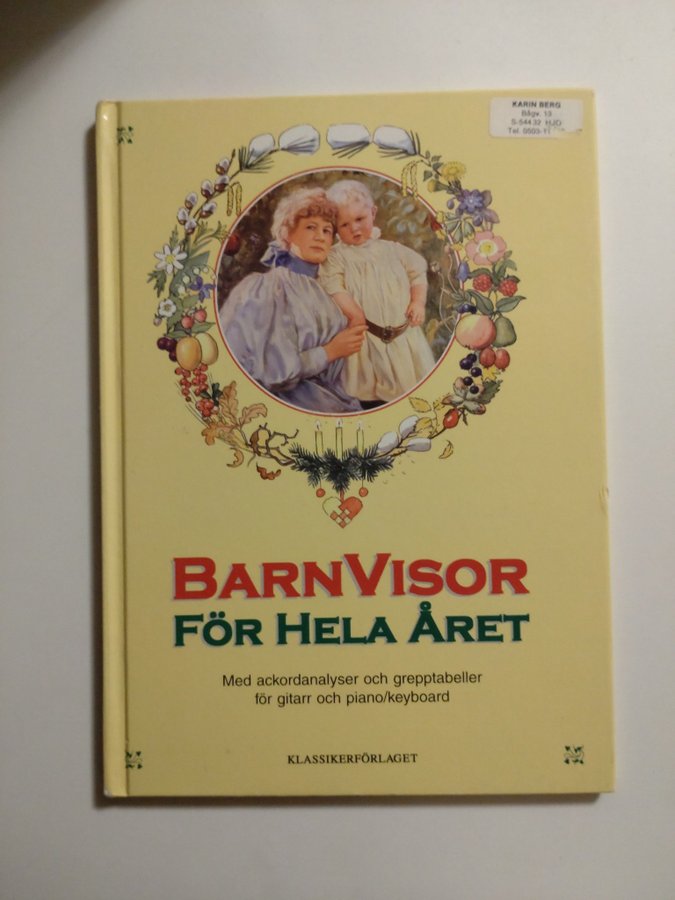 KARIN BERG
Bågv. 13
S-544 32 HJO
Tel. 0503-11
BARNVISOR
FÖR HELA ÅRET
Med ackordanalyser och grepptabeller
för gitarr och piano/keyboard
KLASSIKERFÖRLAGET